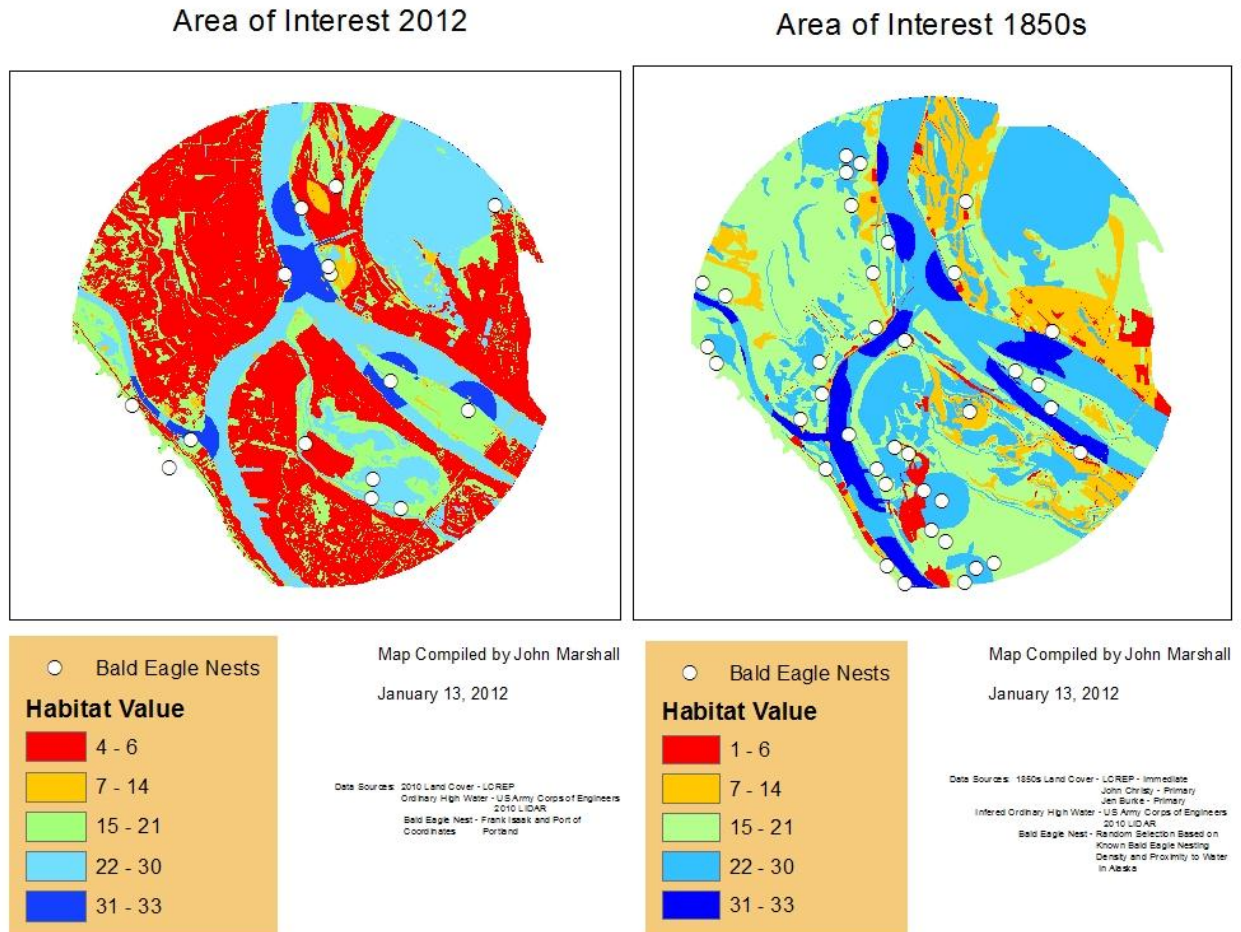 Area of Interest 2012
Area of Interest 1850s
Bald Eagle Nests
Habitat Value
4 - 6
7 - 14
15 - 21
22 - 30
31 - 33
Map Compiled by John Marshall
January 13, 2012
Data Sources: 2010 Land Cover - LCREP
Ordinary High Water - US Army Corps of Engineers
2010 LIDAR
Bald Eagle Nest - Frank Isaak and Port of
Coordinates Portland
Bald Eagle Nests
Habitat Value
1 - 6
7 - 14
15 - 21
22 - 30
31 - 33
Map Compiled by John Marshall
January 13, 2012
Data Sources: 1850s Land Cover - LCREP - Immediate
John Christy - Primary
Jen Burke - Primary
Infered Ordinary High Water - US Army Corps of Engineers
2010 LIDAR
Bald Eagle Nest - Random Selection Based on
Known Bald Eagle Nesting
Density and Proximity to Water
in Alaska